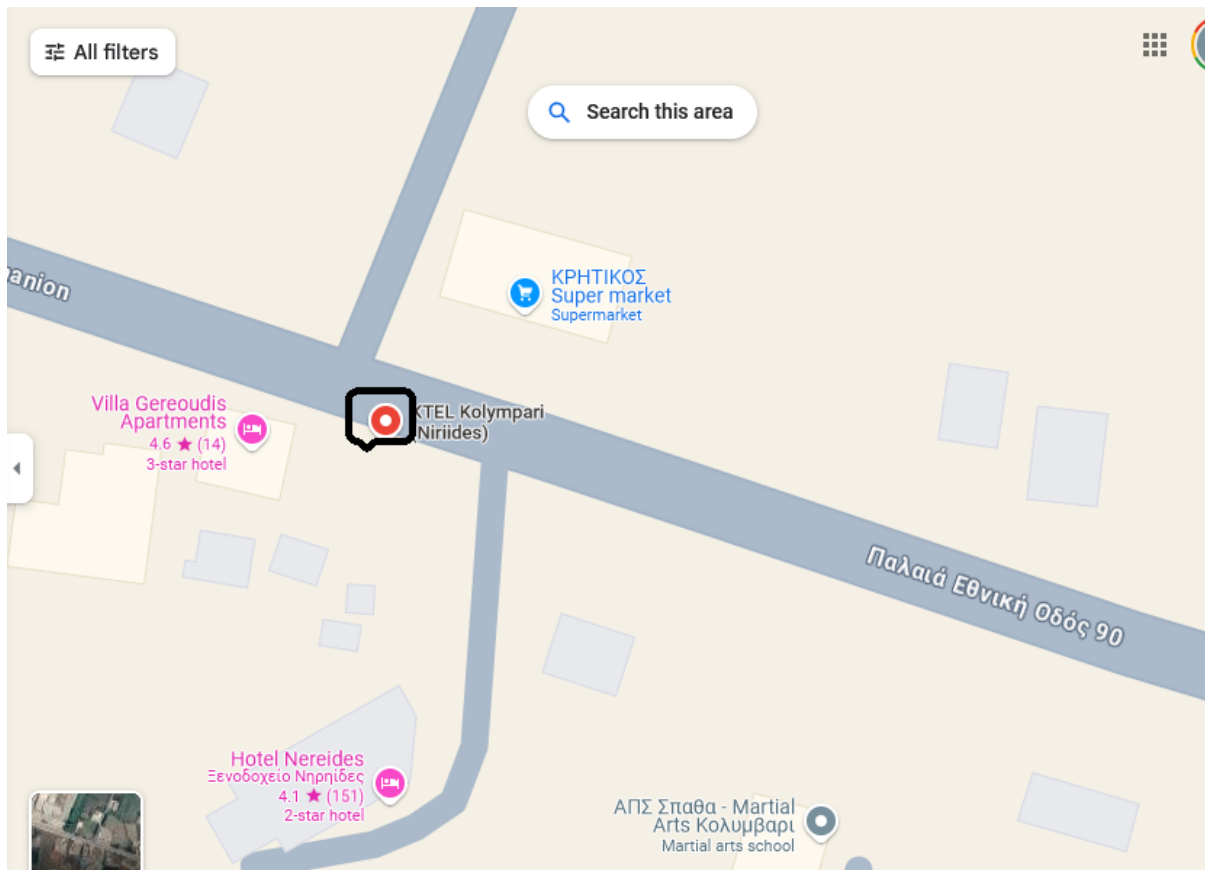 All filters
Search this area
anion
ΚΡΗΤΙΚΟΣ
Super market
Supermarket
Villa Gereoudis
Apartments
4.6 ★ (14)
3-star hotel
KTEL Kolympari
(Niriides)
Παλαιά Εθνική Οδός 90
Hotel Nereides
Ξενοδοχείο Νηρηίδες
4.1 ★ (151)
2-star hotel
ΑΠΣ Σπαθα - Martial
Arts Κολυμβαρι
Martial arts school